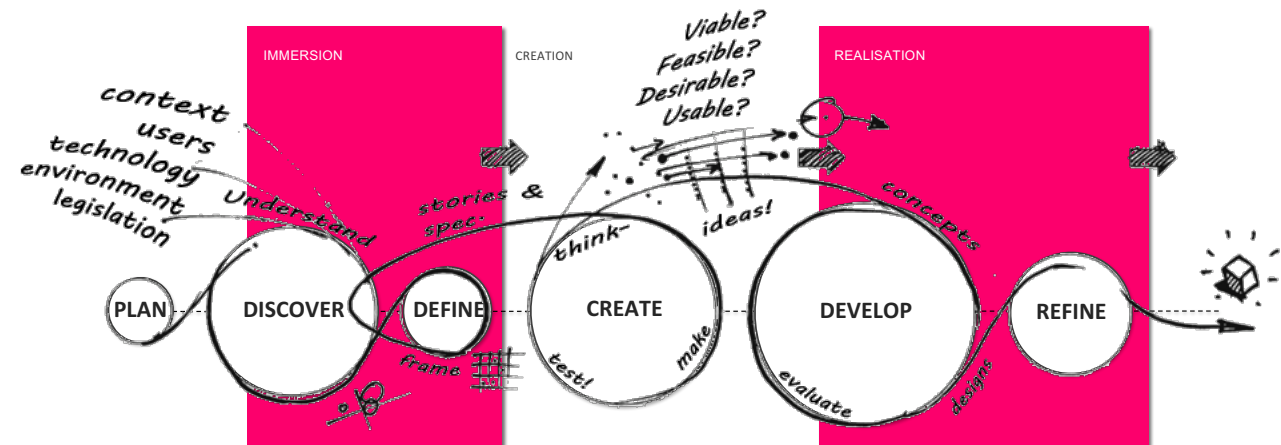 IMMERSION
CREATION
REALISATION
Viable?
Feasible?
Desirable?
Usable?
context
users
technology
environment
legislation
Understand
stories &
spec.
think-
ideas!
concepts
PLAN
DISCOVER
DEFINE
CREATE
DEVELOP
REFINE
frame
test!
make
evaluate
designs